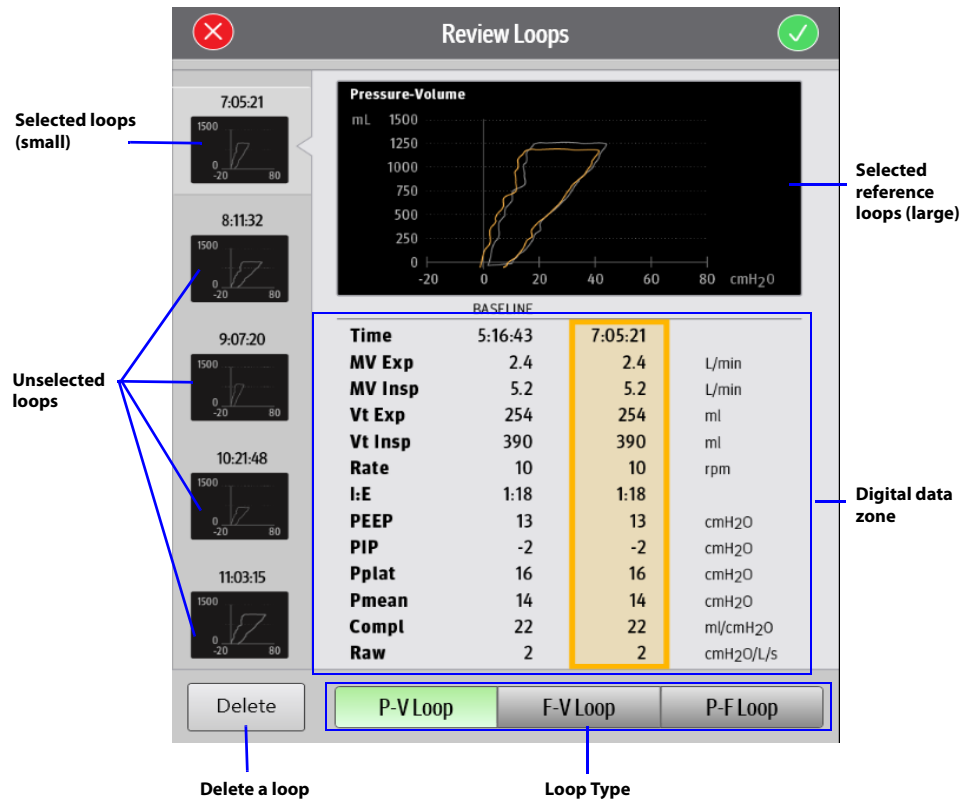 Review Loops
Selected loops
(small)
7:05:21
1500
0
-20 80
8:11:32
1500
0
-20 80
9:07:20
1500
0
-20 80
10:21:48
1500
0
-20 80
11:03:15
1500
0
-20 80
Unselected
loops
Pressure-Volume
mL 1500
1250
1000
750
500
250
0
-20 0 20 40 60 80 cmH2O
Selected
reference
loops (large)
BASELINE
Time 5:16:43 7:05:21
MV Exp 2.4 2.4 L/min
MV Insp 5.2 5.2 L/min
Vt Exp 254 254 ml
Vt Insp 390 390 ml
Rate 10 10 rpm
I:E 1:18 1:18
PEEP 13 13 cmH2O
PIP -2 -2 cmH2O
Pplat 16 16 cmH2O
Pmean 14 14 cmH2O
Compl 22 22 ml/cmH2O
Raw 2 2 cmH2O/L/s
Digital data
zone
Delete
P-V Loop F-V Loop P-F Loop
Delete a loop
Loop Type